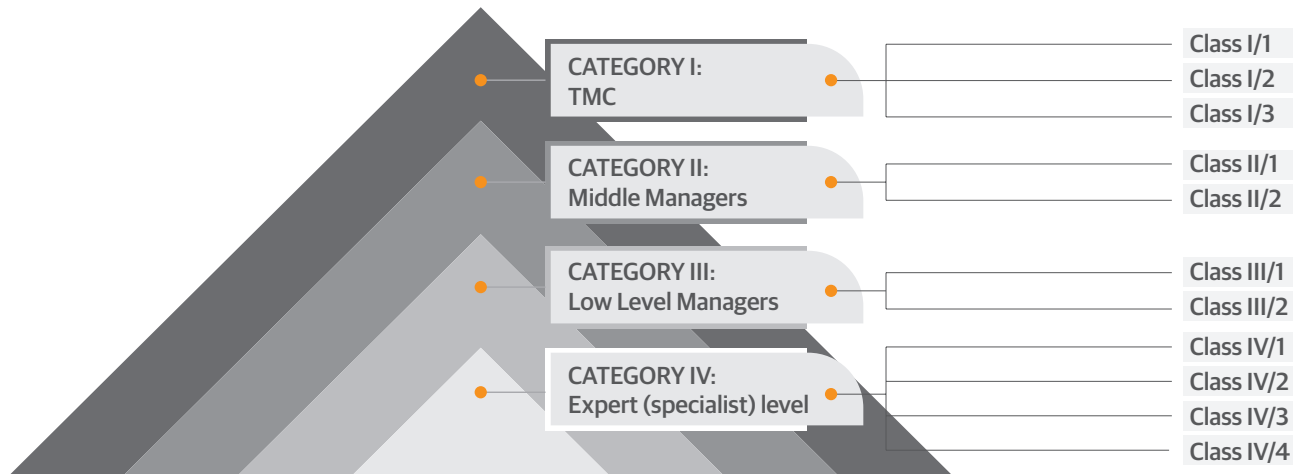 CATEGORY I:
TMC
Class I/1
Class I/2
Class I/3
CATEGORY II:
Middle Managers
Class II/1
Class II/2
CATEGORY III:
Low Level Managers
Class III/1
Class III/2
CATEGORY IV:
Expert (specialist) level
Class IV/1
Class IV/2
Class IV/3
Class IV/4